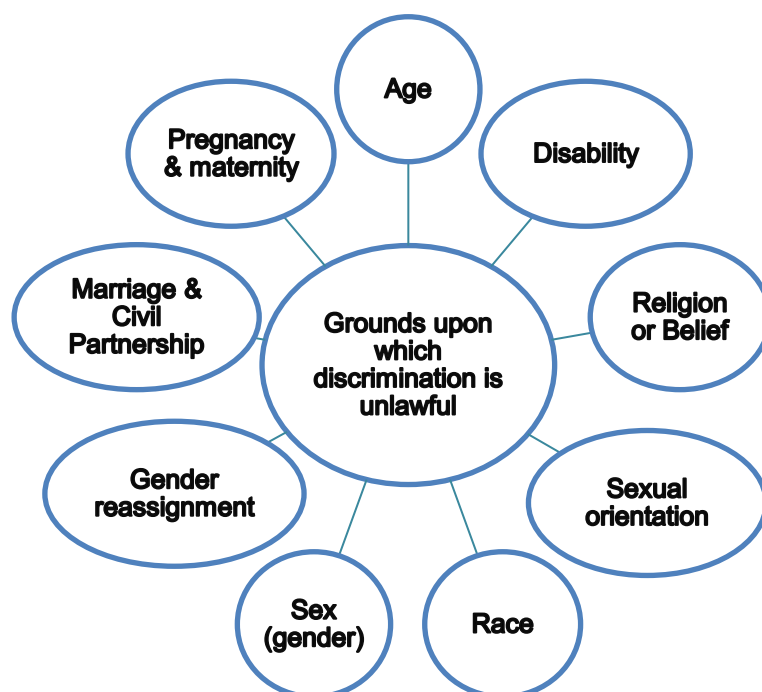 Age
Pregnancy
& maternity
Disability
Marriage &
Civil
Partnership
Grounds upon
which
discrimination is
unlawful
Religion
or Belief
Gender
reassignment
Sexual
orientation
Sex
(gender)
Race